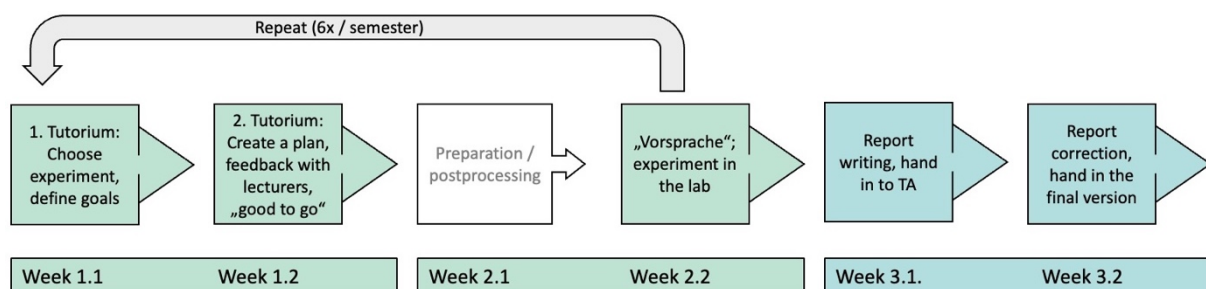 Repeat (6x / semester)
1. Tutorium:
Choose
experiment,
define goals
2. Tutorium:
Create a plan,
feedback with
lecturers,
„good to go“
Preparation /
postprocessing
„Vorsprache“;
experiment in
the lab
Report
writing, hand
in to TA
Report
correction,
hand in the
final version
Week 1.1
Week 1.2
Week 2.1
Week 2.2
Week 3.1.
Week 3.2